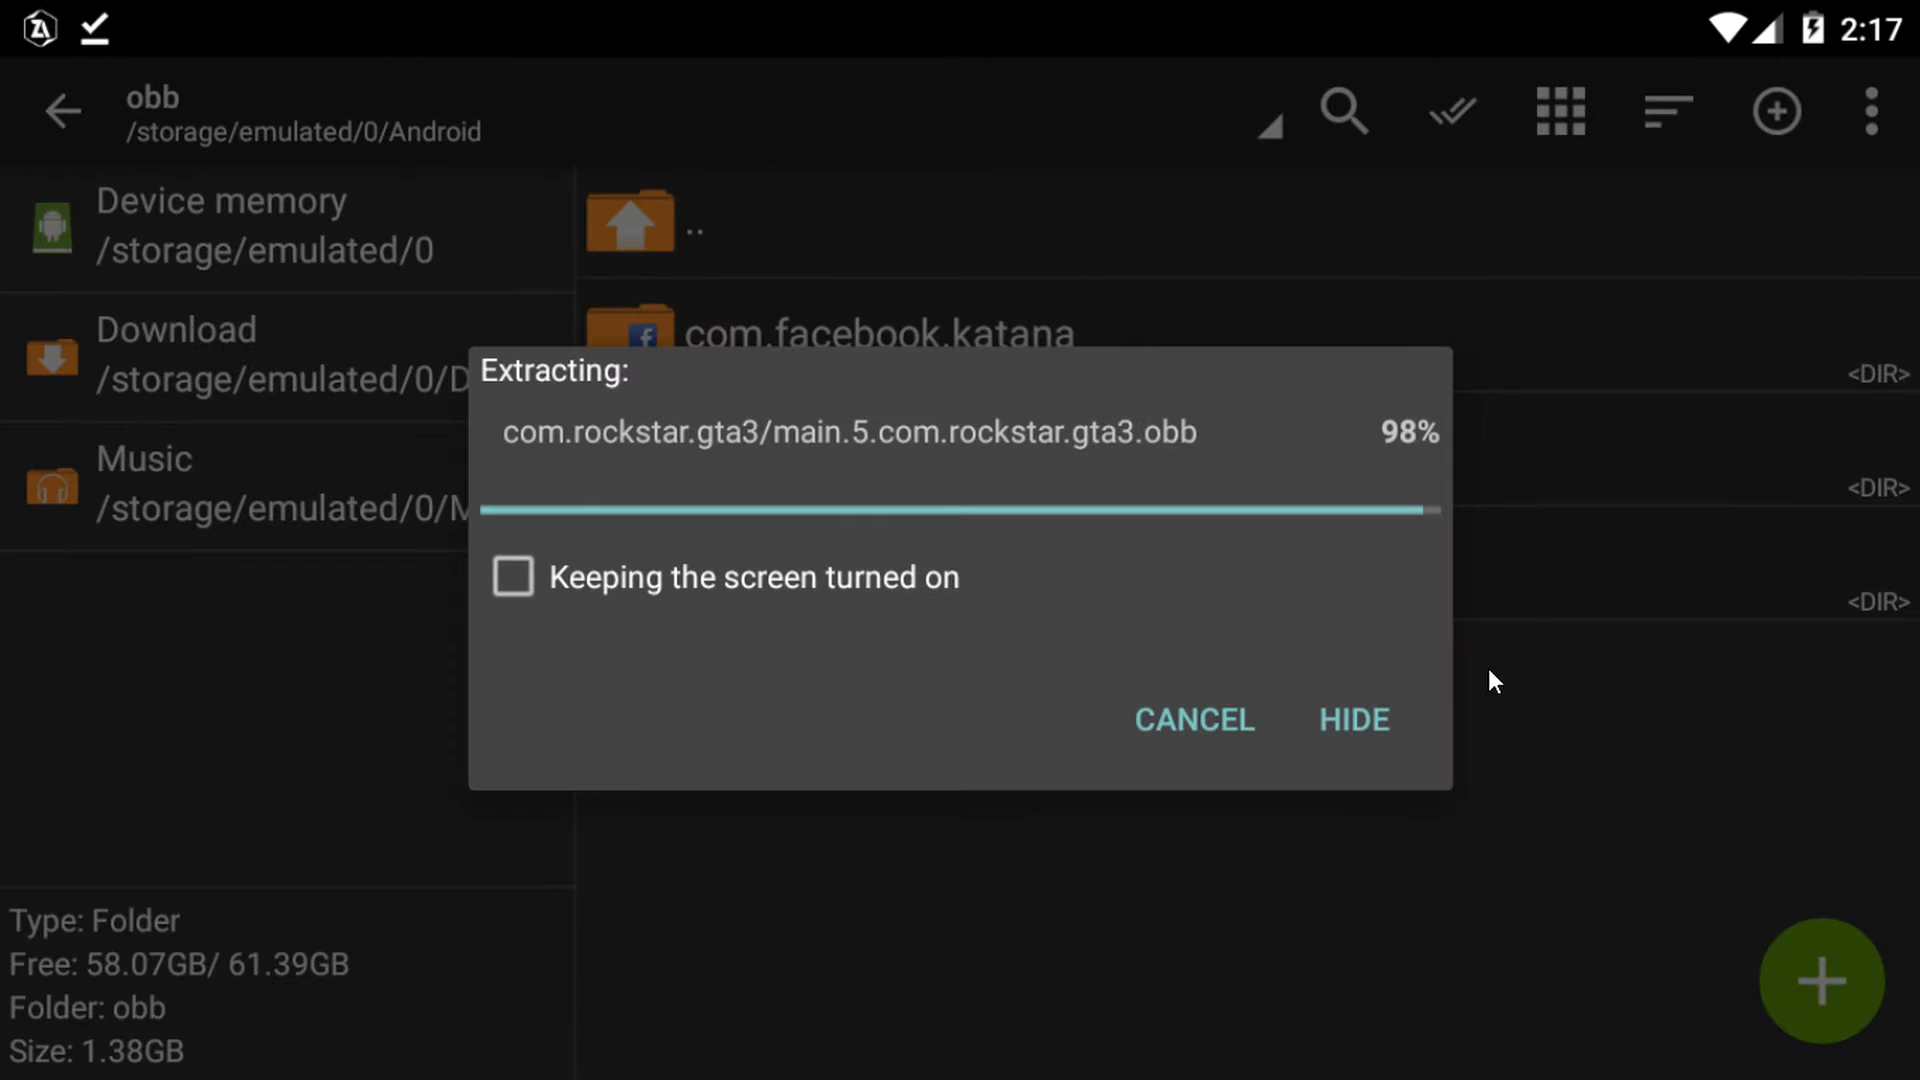 2:17
obb
/storage/emulated/0/Android
Device memory
/storage/emulated/0
Download
/storage/emulated/0/D
Music
/storage/emulated/0/M
..
com.facebook.katana
<DIR>
<DIR>
<DIR>
Extracting:
com.rockstar.gta3/main.5.com.rockstar.gta3.obb 98%
Keeping the screen turned on
CANCEL HIDE
Type: Folder
Free: 58.07GB/ 61.39GB
Folder: obb
Size: 1.38GB